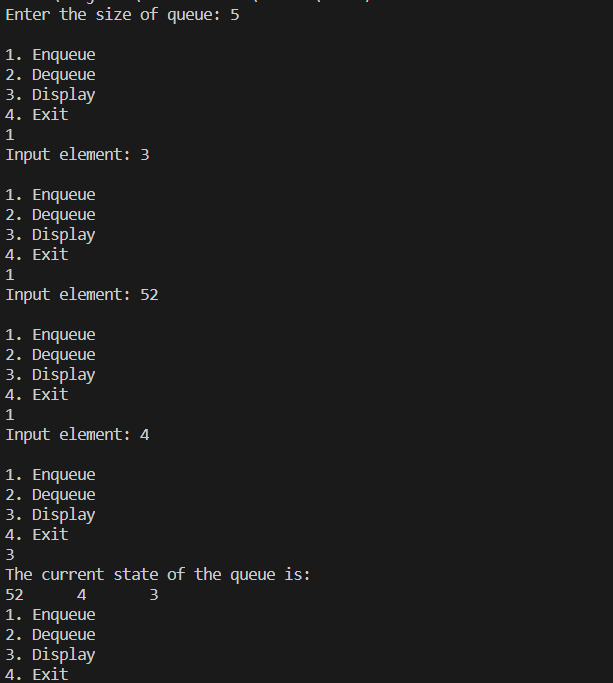 Enter the size of queue: 5
1. Enqueue
2. Dequeue
3. Display
4. Exit
1
Input element: 3
1. Enqueue
2. Dequeue
3. Display
4. Exit
1
Input element: 52
1. Enqueue
2. Dequeue
3. Display
4. Exit
1
Input element: 4
1. Enqueue
2. Dequeue
3. Display
4. Exit
3
The current state of the queue is:
52      4       3
1. Enqueue
2. Dequeue
3. Display
4. Exit